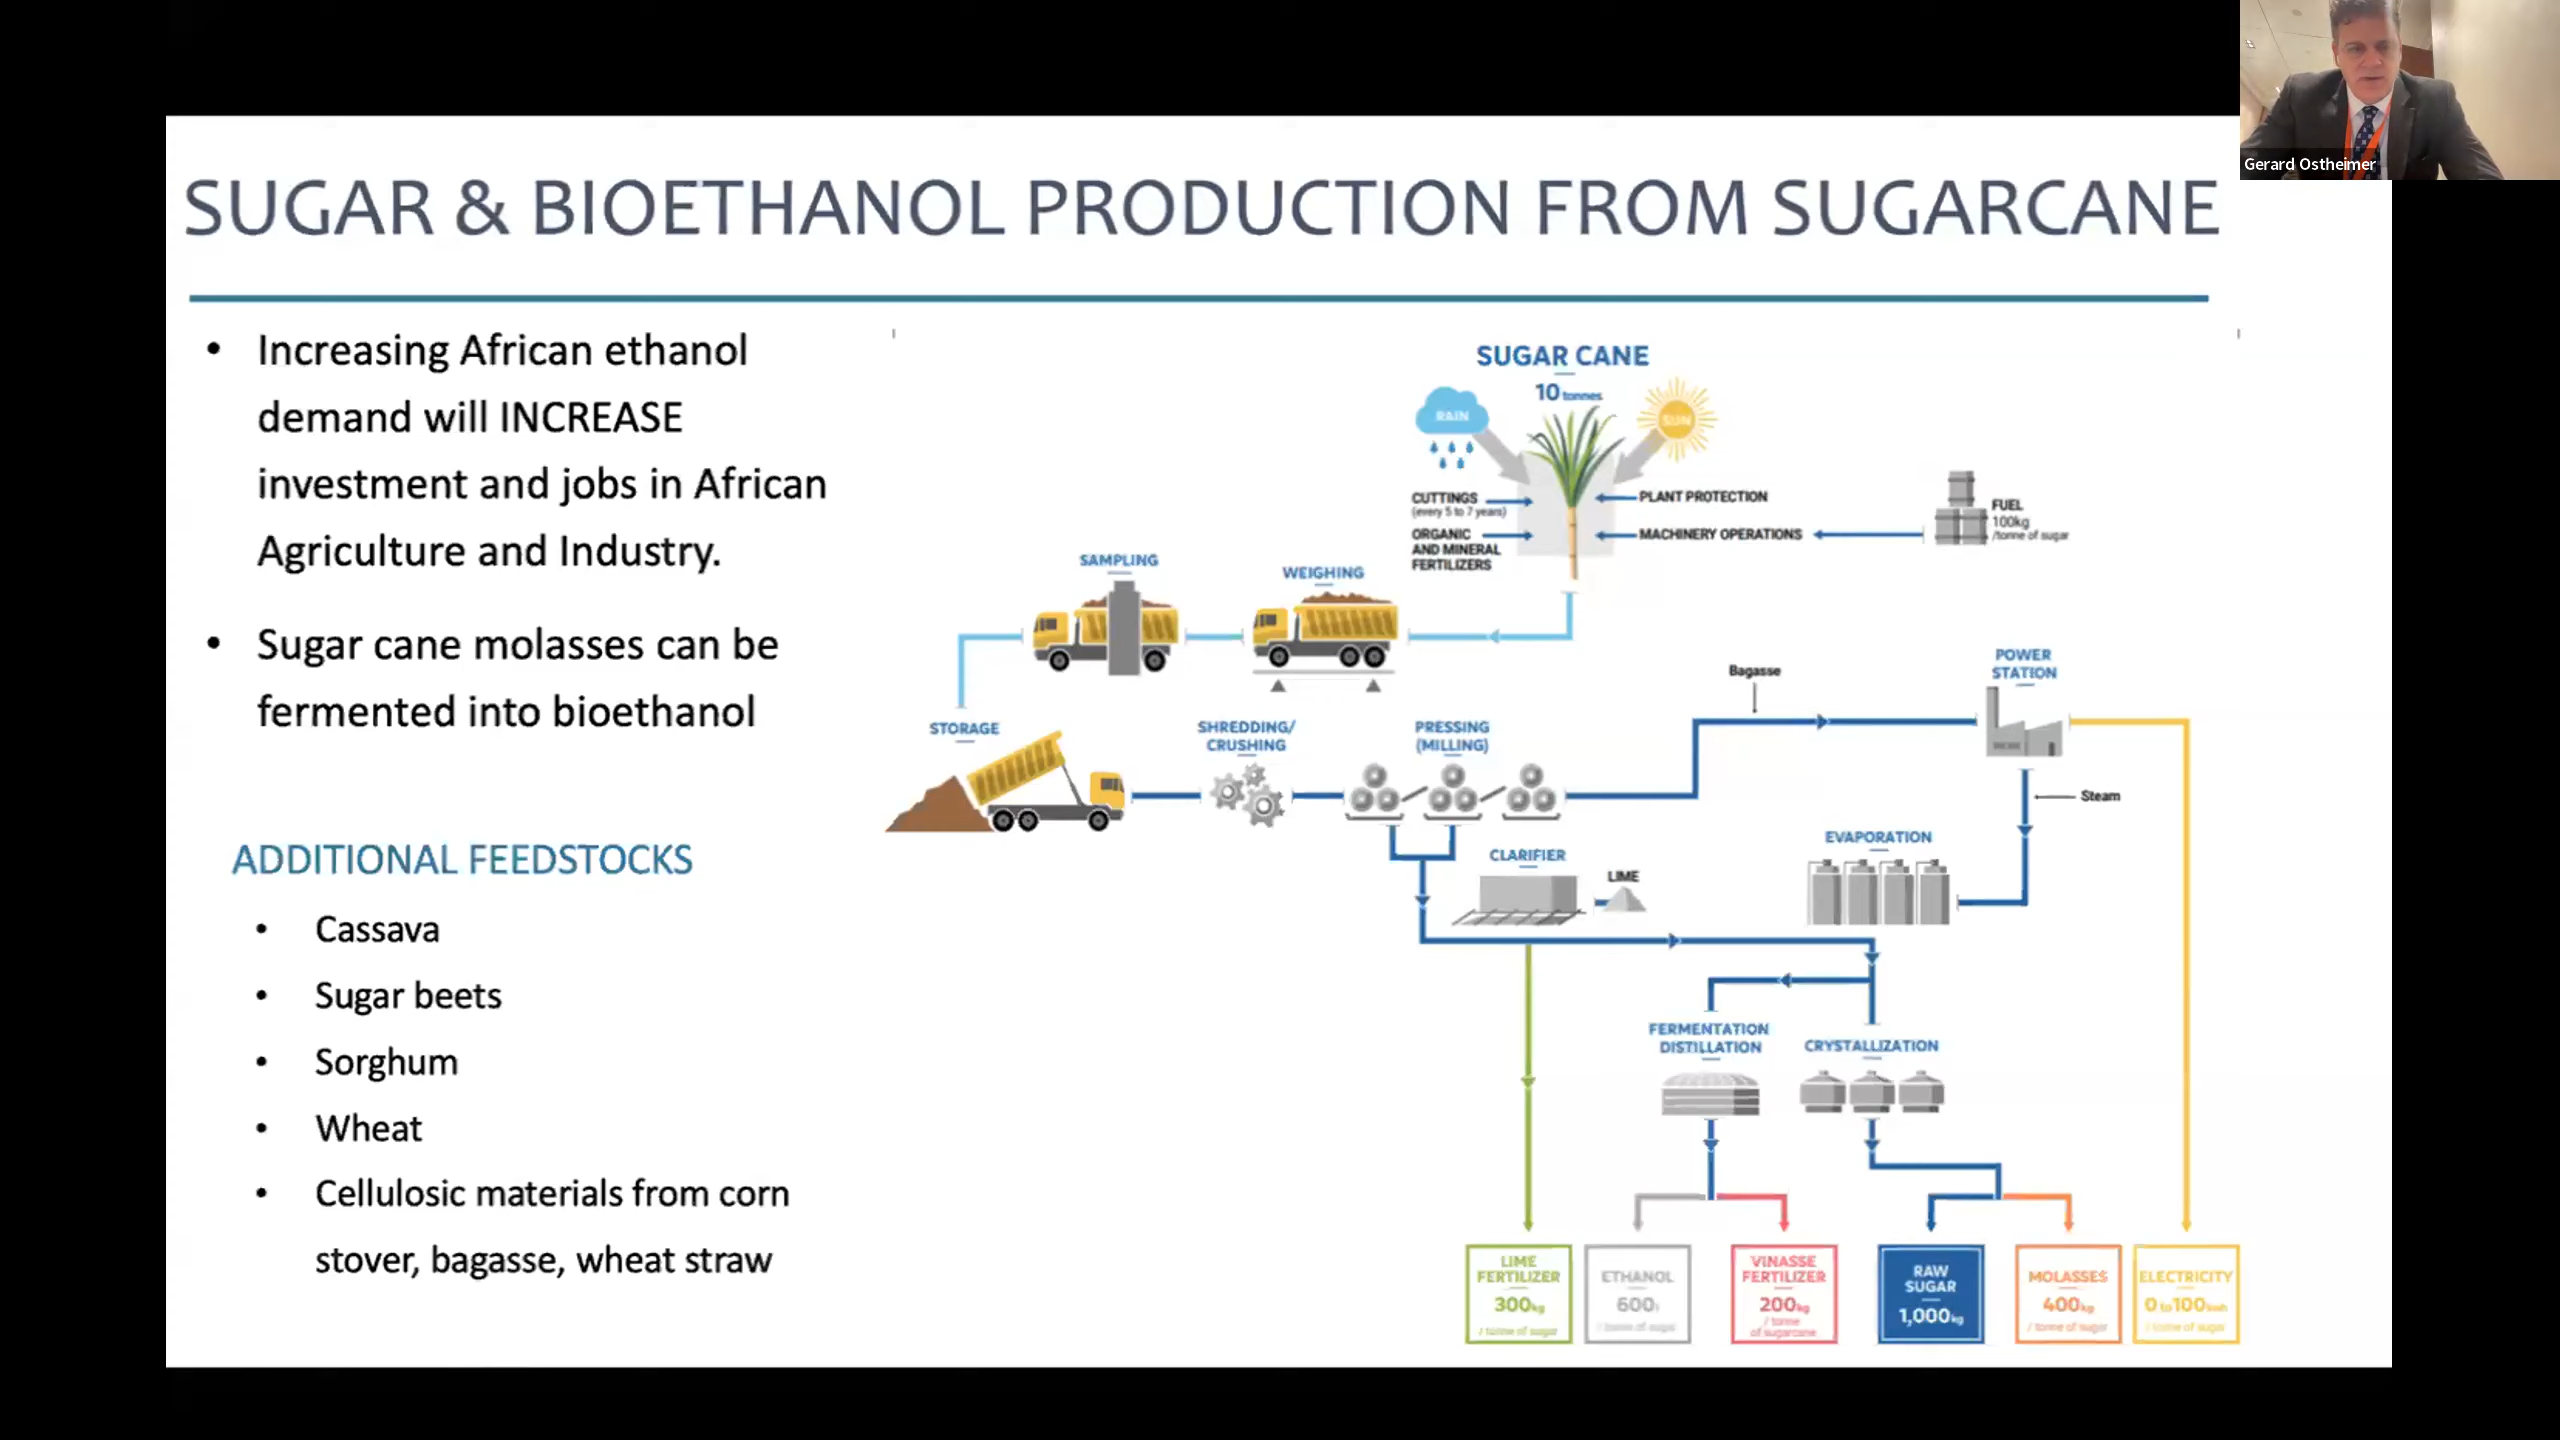 Gerard Ostheimer
SUGAR & BIOETHANOL PRODUCTION FROM SUGARCANE
• Increasing African ethanol
demand will INCREASE
investment and jobs in African
Agriculture and Industry.
• Sugar cane molasses can be
fermented into bioethanol
ADDITIONAL FEEDSTOCKS
• Cassava
• Sugar beets
• Sorghum
• Wheat
• Cellulosic materials from corn
stover, bagasse, wheat straw
SUGAR CANE
10 tonnes
RAIN
SUN
CUTTINGS
(every 5 to 7 years)
ORGANIC
AND MINERAL
FERTILIZERS
PLANT PROTECTION
MACHINERY OPERATIONS
FUEL
100kg
/tonne of sugar
SAMPLING
WEIGHING
STORAGE
SHREDDING/
CRUSHING
PRESSING
(MILLING)
Bagasse
POWER
STATION
Steam
EVAPORATION
CLARIFIER
LIME
FERMENTATION
DISTILLATION
CRYSTALLIZATION
LIME
FERTILIZER
300kg
/ tonne of sugar
ETHANOL
600l
/ tonne of sugar
VINASSE
FERTILIZER
200kg
/ tonne
of sugarcane
RAW
SUGAR
1,000kg
MOLASSES
400kg
/ tonne of sugar
ELECTRICITY
0 to 100kwh
/ tonne of sugar